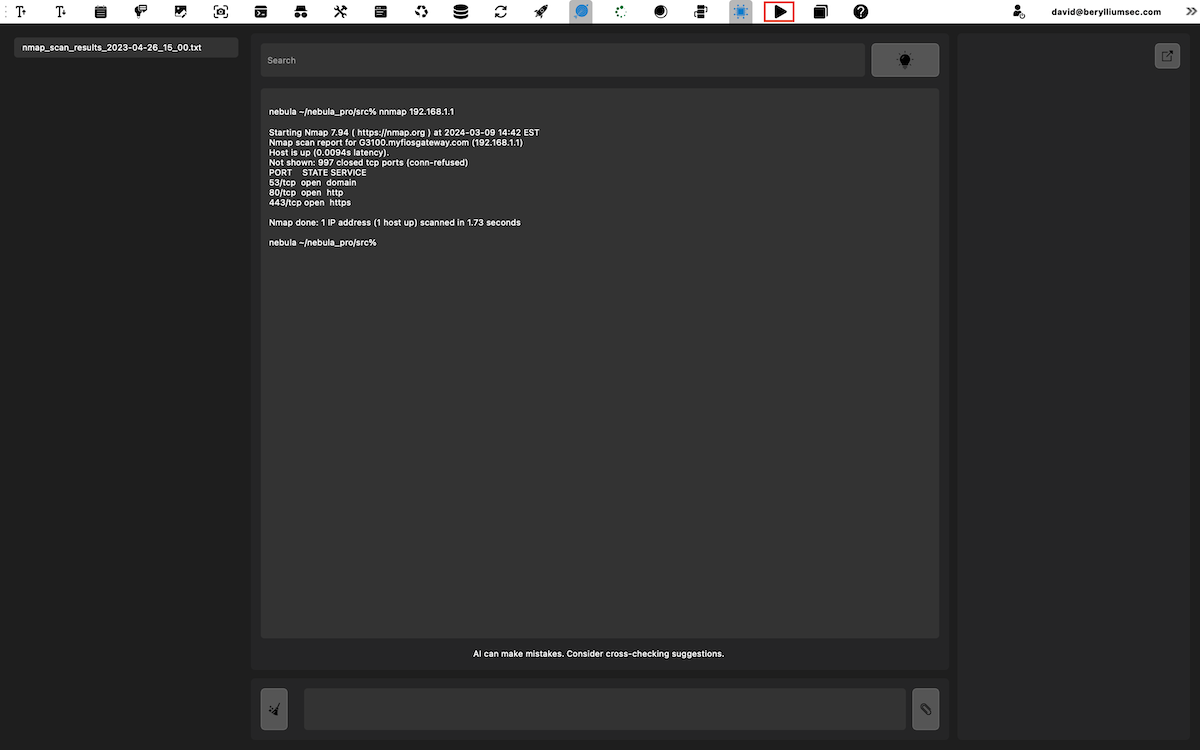 david@berylliumsec.com
nmap_scan_results_2023-04-26_15_00.txt
Search
nebula ~/nebula_pro/src% nnmap 192.168.1.1
Starting Nmap 7.94 ( https://nmap.org ) at 2024-03-09 14:42 EST
Nmap scan report for G3100.myfiosgateway.com (192.168.1.1)
Host is up (0.0094s latency).
Not shown: 997 closed tcp ports (conn-refused)
PORT    STATE SERVICE
53/tcp  open  domain
80/tcp  open  http
443/tcp open  https
Nmap done: 1 IP address (1 host up) scanned in 1.73 seconds
nebula ~/nebula_pro/src%
AI can make mistakes. Consider cross-checking suggestions.